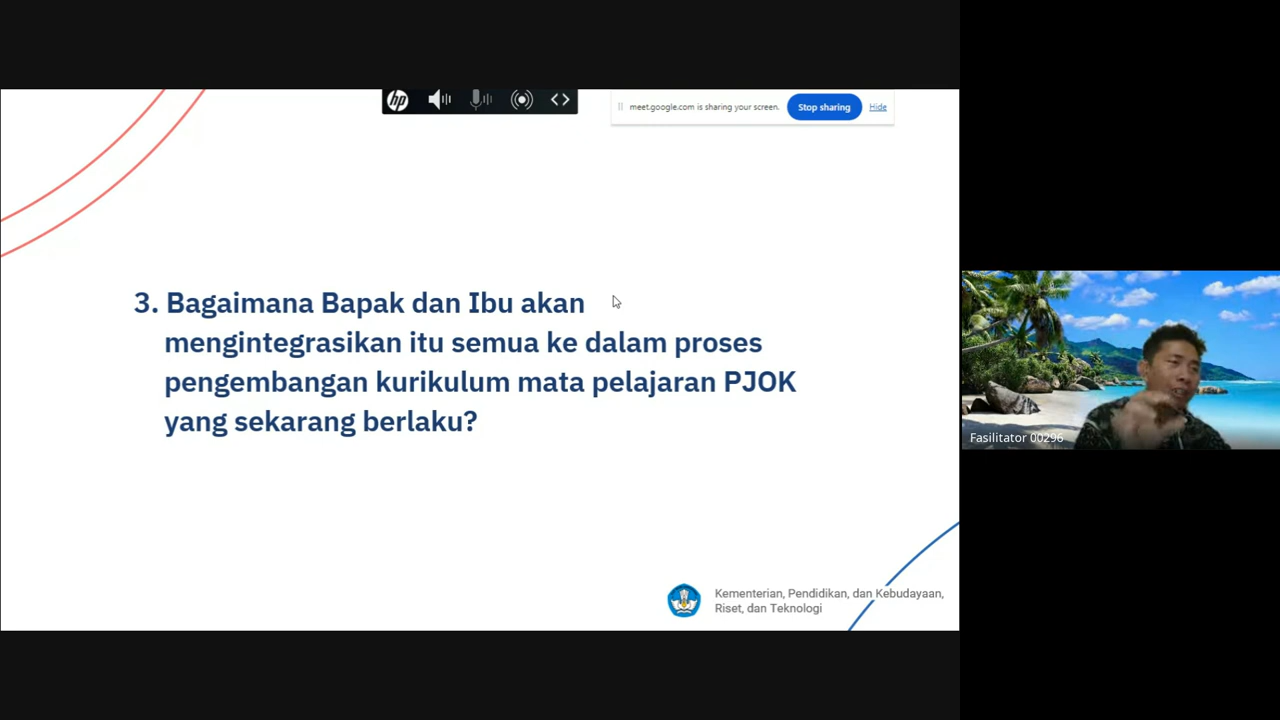 meet.google.com is sharing your screen.
Stop sharing
Hide
3. Bagaimana Bapak dan Ibu akan
mengintegrasikan itu semua ke dalam proses
pengembangan kurikulum mata pelajaran PJOK
yang sekarang berlaku?
Fasilitator 00296
Kementerian, Pendidikan, dan Kebudayaan,
Riset, dan Teknologi
hp